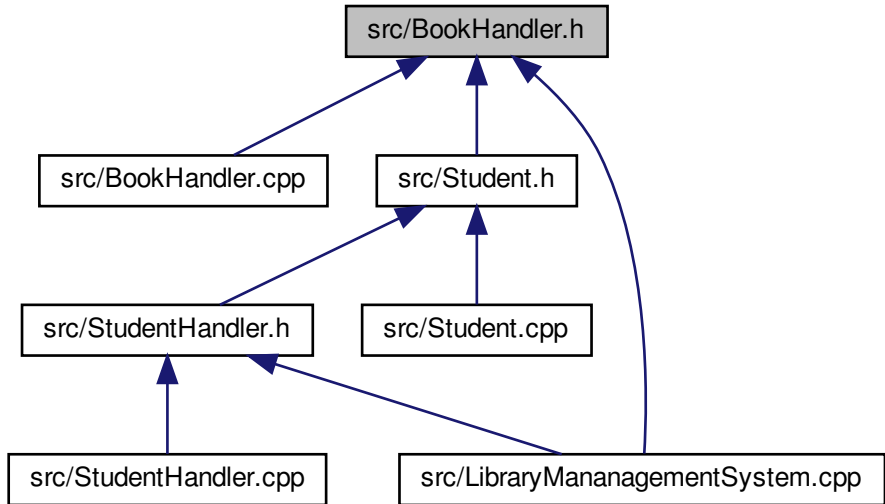 src/BookHandler.h
src/BookHandler.cpp
src/Student.h
src/StudentHandler.h
src/Student.cpp
src/StudentHandler.cpp
src/LibraryMananagementSystem.cpp